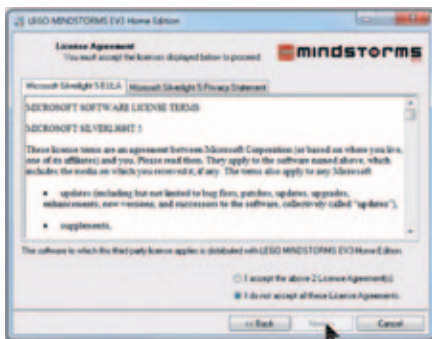 LEGO MINDSTORMS EV3 Home Edition
License Agreement
You must accept the licenses displayed below to proceed.
mindstorms
Microsoft Silverlight 5 EULA
Microsoft Silverlight 5 Privacy Statement
MICROSOFT SOFTWARE LICENSE TERMS
MICROSOFT SILVERLIGHT 5
These license terms are an agreement between Microsoft Corporation (or based on where you live,
one of its affiliates) and you. Please read them. They apply to the software named above, which
includes the media on which you received it, if any. The terms also apply to any Microsoft
• updates (including but not limited to bug fixes, patches, updates, upgrades,
enhancements, new versions, and successors to the software, collectively called "updates"),
• supplements,
The software to which this third party license applies is distributed with LEGO MINDSTORMS EV3 Home Edition.
I accept the above 2 License Agreement(s).
I do not accept all these License Agreements.
<< Back
Cancel